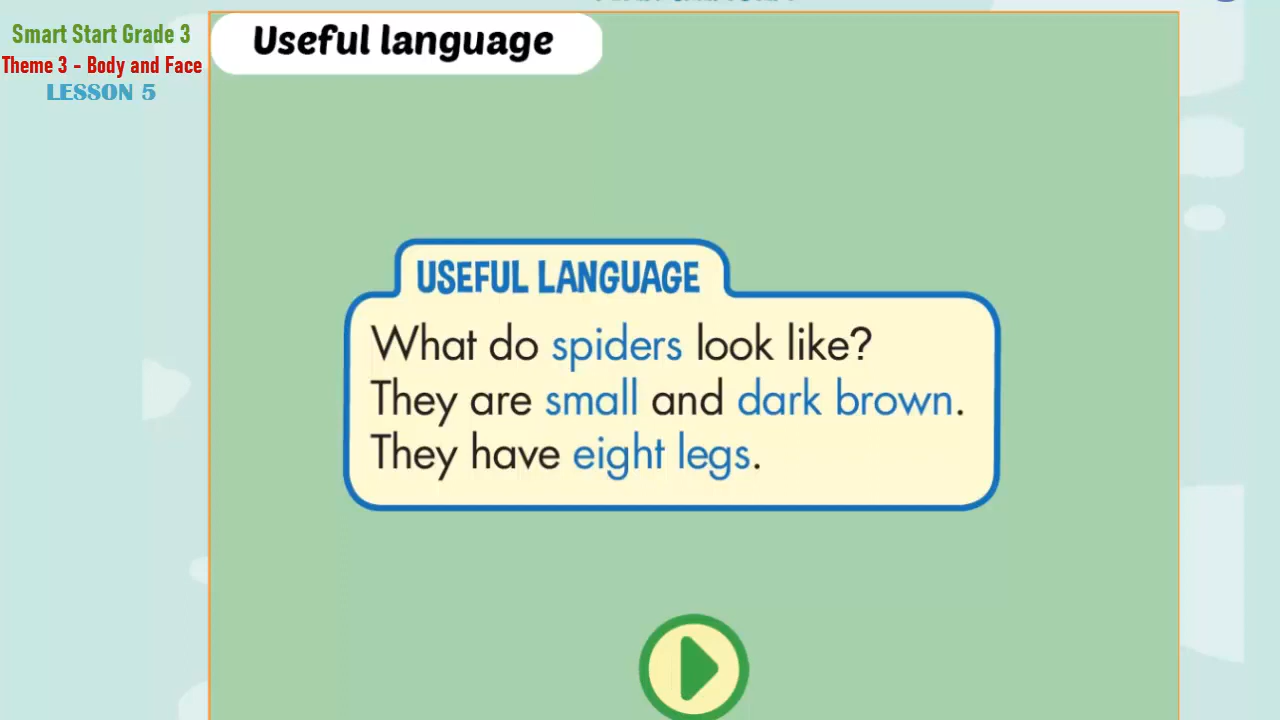 Smart Start Grade 3
Theme 3 - Body and Face
LESSON 5
Useful language
USEFUL LANGUAGE
What do spiders look like?
They are small and dark brown.
They have eight legs.